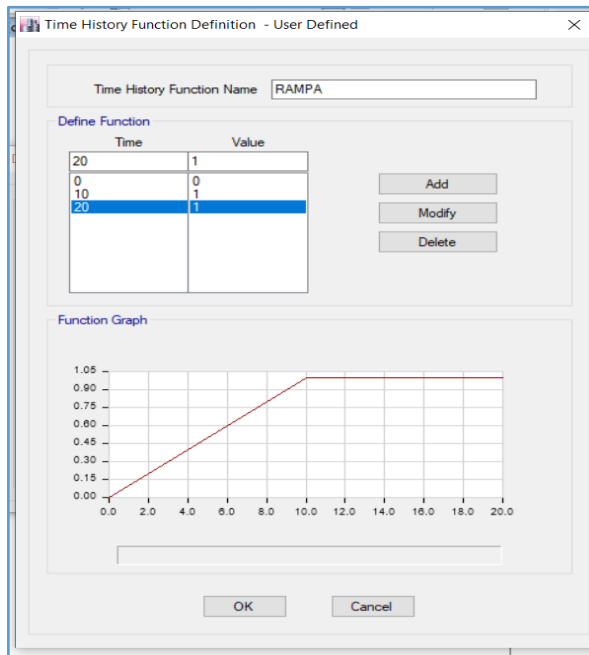 Time History Function Definition - User Defined
Time History Function Name RAMPA
Define Function
Time Value
20 1
0 0
10 1
20 1
Add
Modify
Delete
Function Graph
1.05
0.90
0.75
0.60
0.45
0.30
0.15
0.00
0.0 2.0 4.0 6.0 8.0 10.0 12.0 14.0 16.0 18.0 20.0
OK Cancel